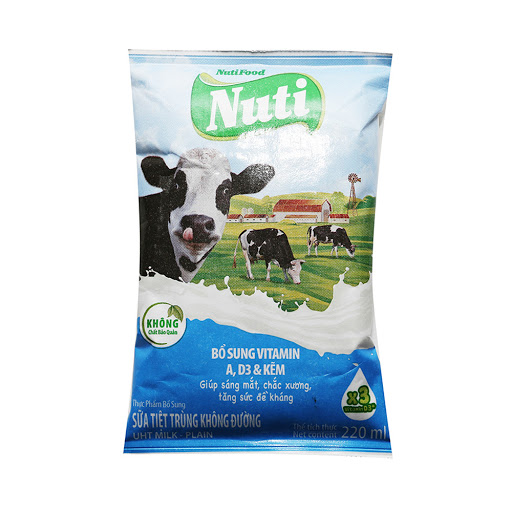 NutiFood
Nuti
KHÔNG
Chất Bảo Quản
BỔ SUNG VITAMIN
A, D3 & KẼM
Giúp sáng mắt, chắc xương,
tăng sức đề kháng
x3
Thực Phẩm Bổ Sung
SỮA TIỆT TRÙNG KHÔNG ĐƯỜNG
UHT MILK - PLAIN
Thể tích thực
Net content 220 ml